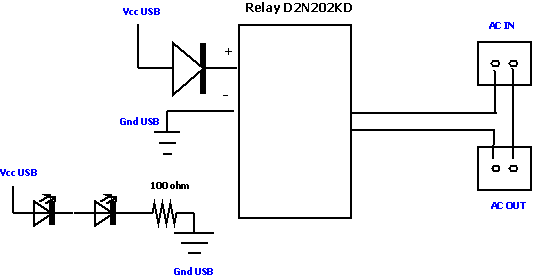 Relay D2N202KD
Vcc USB
AC IN
+
–
Gnd USB
Vcc USB
100 ohm
AC OUT
Gnd USB